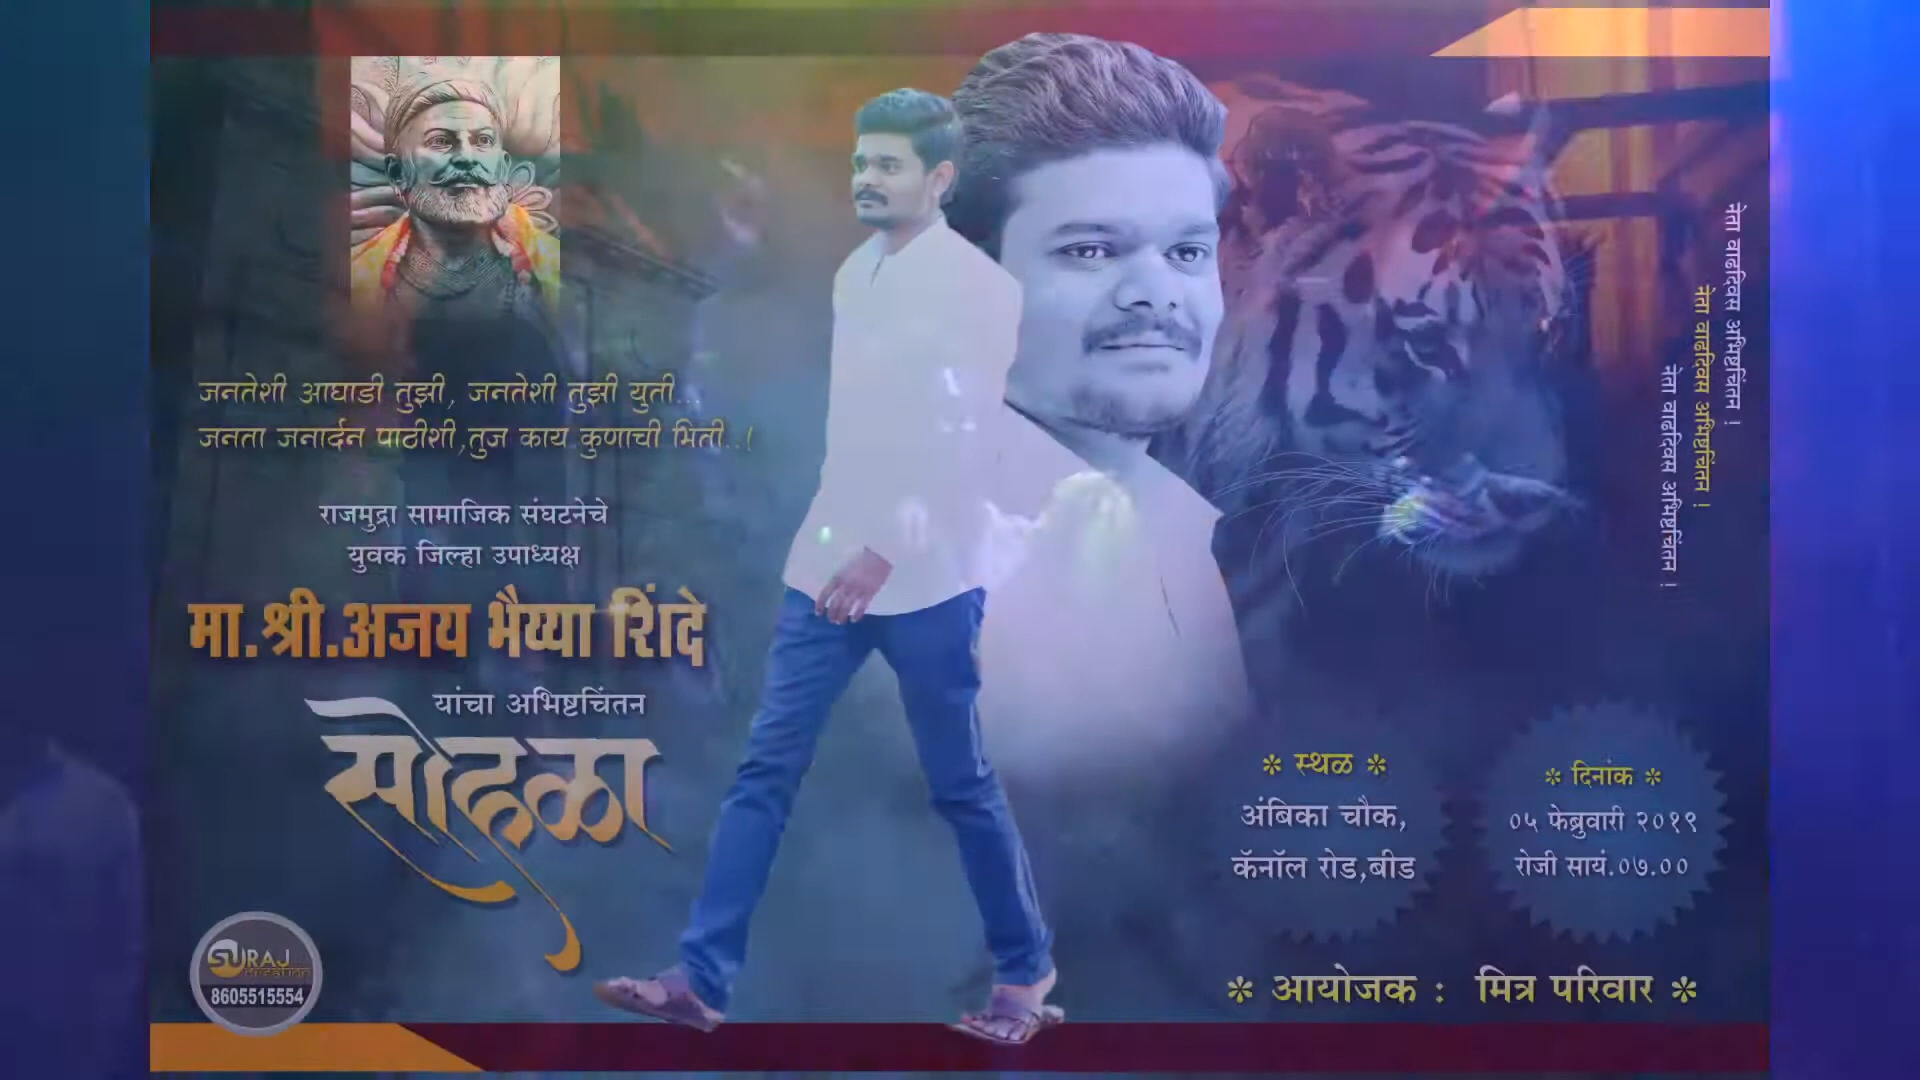 जनतेशी आघाडी तुझी, जनतेशी तुझी युती...
जनता जनार्दन पाठीशी,तुज काय कुणाची भिती..!
राजमुद्रा सामाजिक संघटनेचे
युवक जिल्हा उपाध्यक्ष
मा.श्री.अजय भैय्या शिंदे
यांचा अभिष्टचिंतन
सोहळा
SURAJ
creation
8605515554
नेता वाढदिवस अभिष्टचिंतन !
नेता वाढदिवस अभिष्टचिंतन !
नेता वाढदिवस अभिष्टचिंतन !
* स्थळ *
अंबिका चौक,
कॅनॉल रोड,बीड
* दिनांक *
०५ फेब्रुवारी २०१९
रोजी सायं.०७.००
* आयोजक : मित्र परिवार *